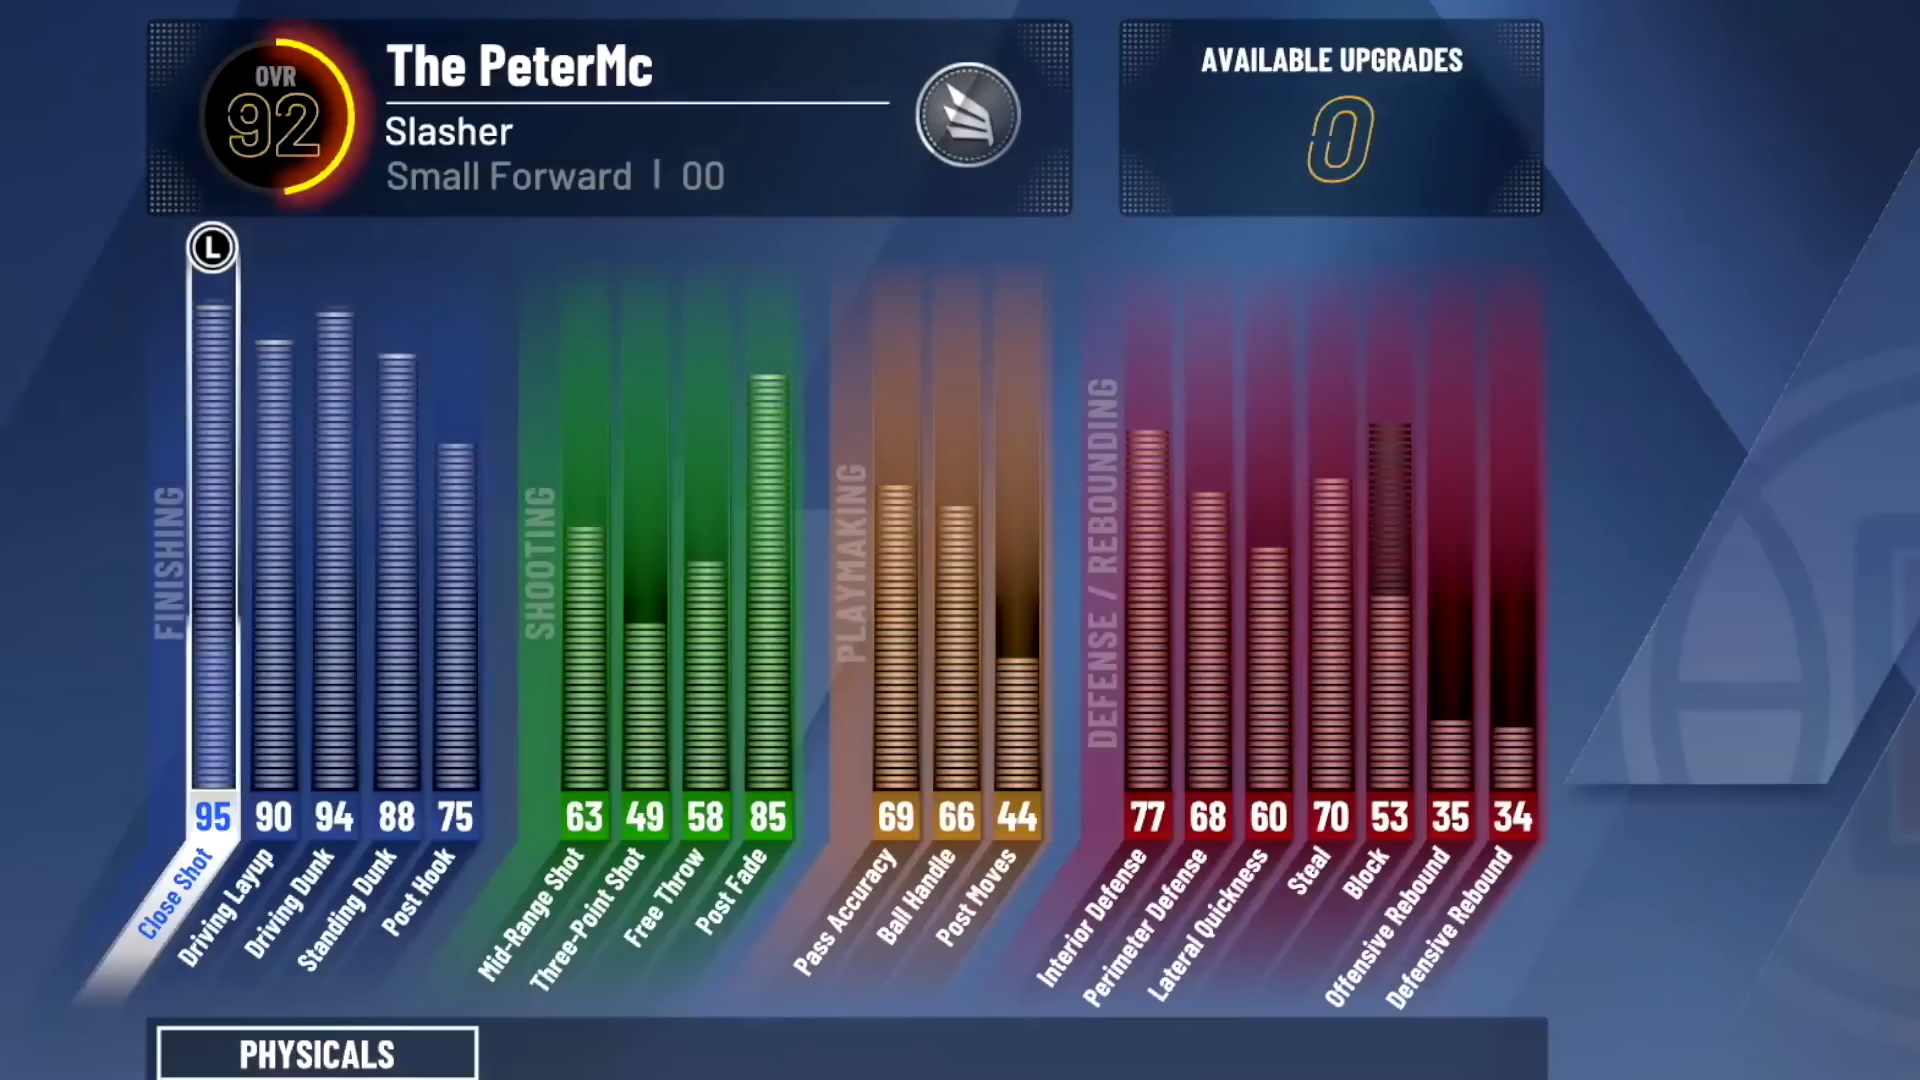 OVR
92
The PeterMc
Slasher
Small Forward | 00
AVAILABLE UPGRADES
0
L
FINISHING
SHOOTING
PLAYMAKING
DEFENSE / REBOUNDING
95 90 94 88 75
63 49 58 85
69 66 44
77 68 60 70 53 35 34
Close Shot
Driving Layup
Driving Dunk
Standing Dunk
Post Hook
Mid-Range Shot
Three-Point Shot
Free Throw
Post Fade
Pass Accuracy
Ball Handle
Post Moves
Interior Defense
Perimeter Defense
Lateral Quickness
Steal
Block
Offensive Rebound
Defensive Rebound
PHYSICALS